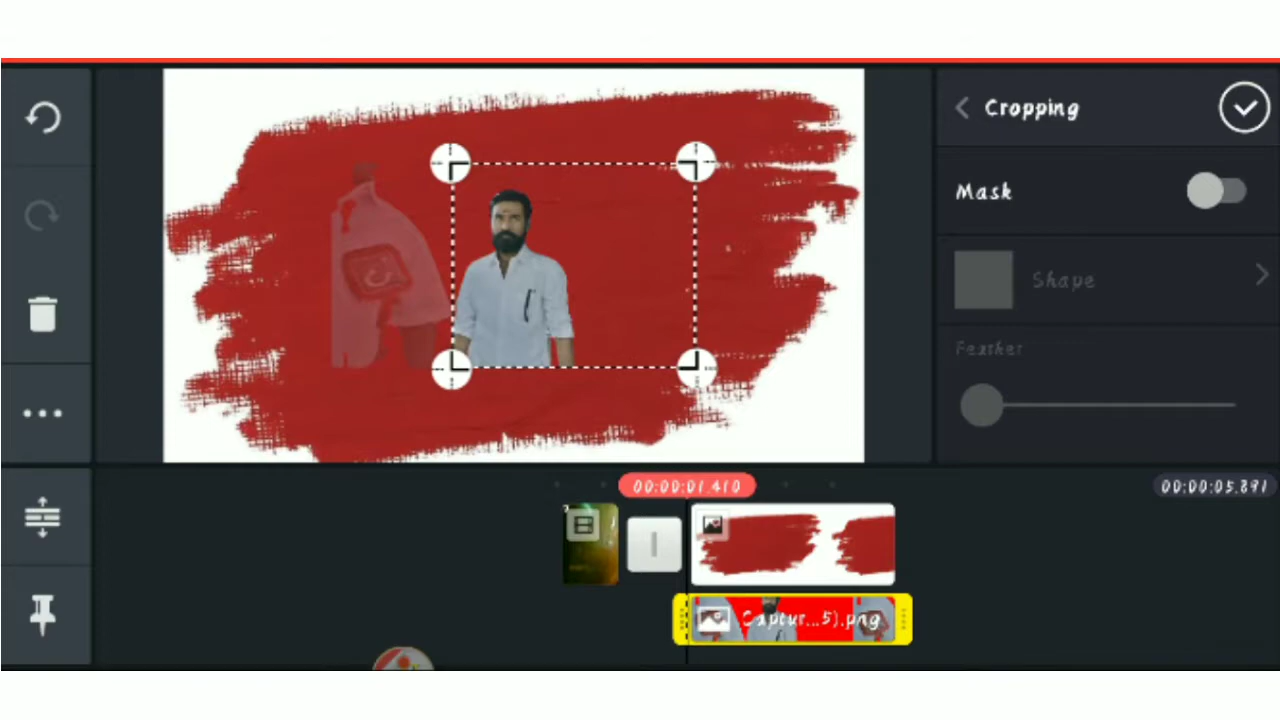 Cropping
Mask
Shape
Feather
00:00:01.410
00:00:05.891
Captur...5).png